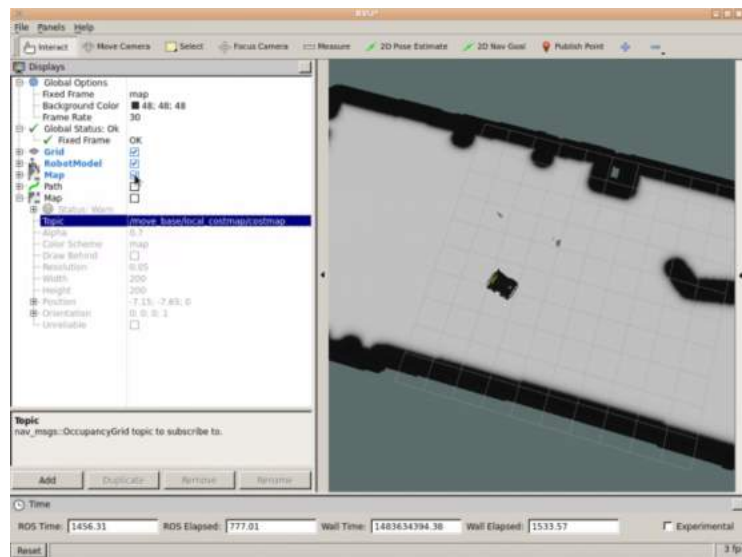 RViz*
File Panels Help
Interact Move Camera Select Focus Camera Measure 2D Pose Estimate 2D Nav Goal Publish Point
Displays
Global Options
Fixed Frame map
Background Color 48; 48; 48
Frame Rate 30
Global Status: Ok
Fixed Frame OK
Grid
RobotModel
Map
Path
Map
Status: Warn
Topic /move_base/local_costmap/costmap
Alpha 0.7
Color Scheme map
Draw Behind
Resolution 0.05
Width 200
Height 200
Position -7.15; -7.65; 0
Orientation 0; 0; 0; 1
Unreliable
Topic
nav_msgs::OccupancyGrid topic to subscribe to.
Add Duplicate Remove Rename
Time
ROS Time: 1456.31 ROS Elapsed: 777.01 Wall Time: 1483634394.38 Wall Elapsed: 1533.57 Experimental
Reset 3 fps